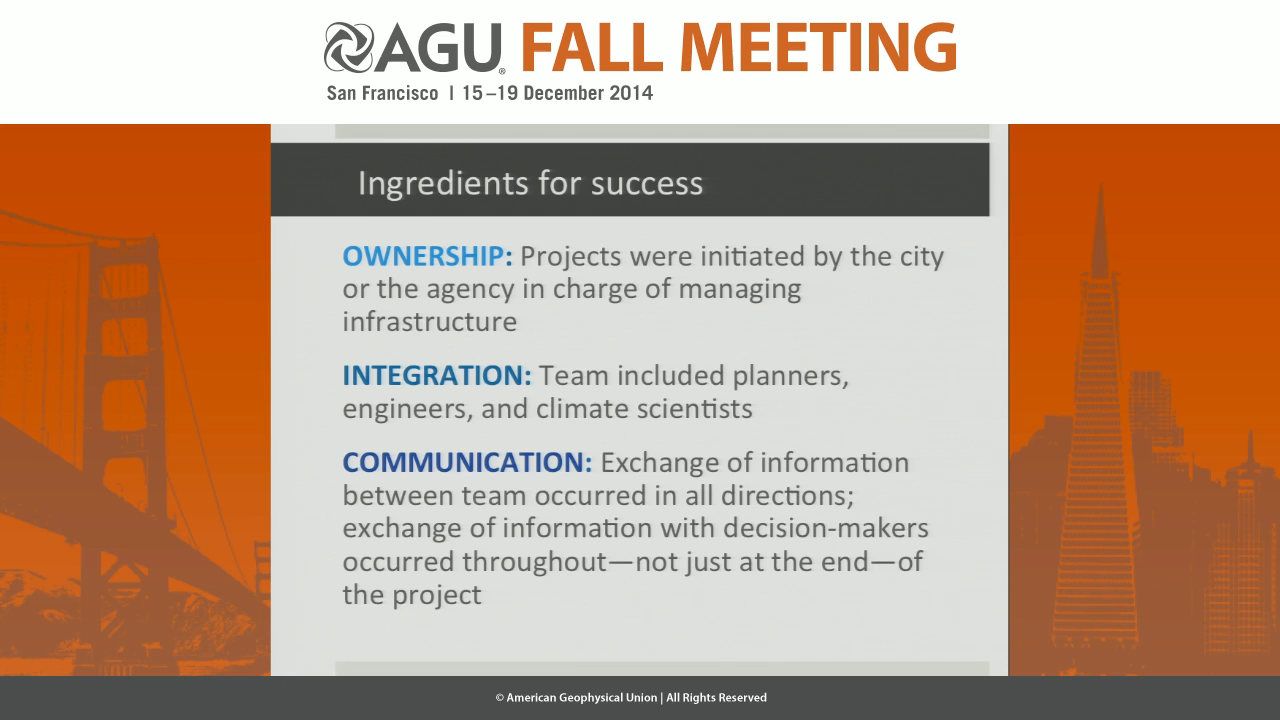 AGU® FALL MEETING
San Francisco | 15–19 December 2014
Ingredients for success
OWNERSHIP: Projects were initiated by the city
or the agency in charge of managing
infrastructure
INTEGRATION: Team included planners,
engineers, and climate scientists
COMMUNICATION: Exchange of information
between team occurred in all directions;
exchange of information with decision-makers
occurred throughout—not just at the end—of
the project
© American Geophysical Union | All Rights Reserved